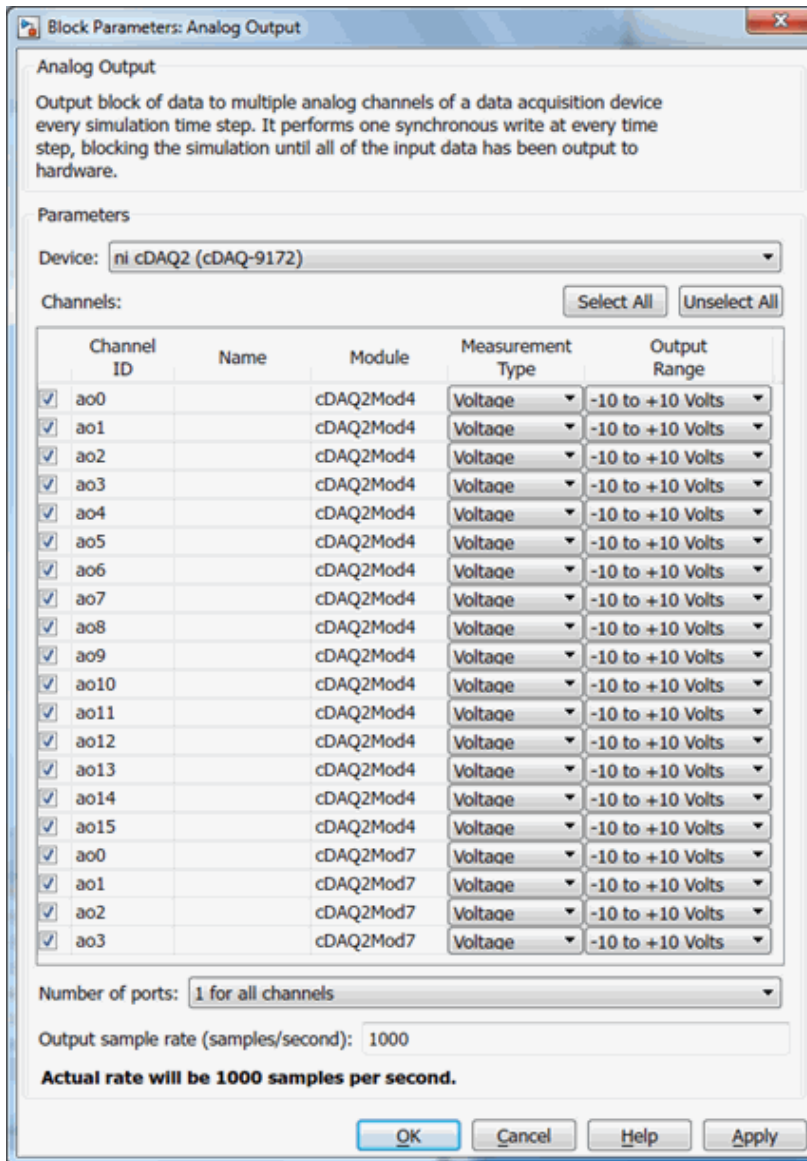 Block Parameters: Analog Output
Analog Output
Output block of data to multiple analog channels of a data acquisition device
every simulation time step. It performs one synchronous write at every time
step, blocking the simulation until all of the input data has been output to
hardware.
Parameters
Device: ni cDAQ2 (cDAQ-9172)
Channels: Select All Unselect All
Channel ID Name Module Measurement Type Output Range
ao0 cDAQ2Mod4 Voltage -10 to +10 Volts
ao1 cDAQ2Mod4 Voltage -10 to +10 Volts
ao2 cDAQ2Mod4 Voltage -10 to +10 Volts
ao3 cDAQ2Mod4 Voltage -10 to +10 Volts
ao4 cDAQ2Mod4 Voltage -10 to +10 Volts
ao5 cDAQ2Mod4 Voltage -10 to +10 Volts
ao6 cDAQ2Mod4 Voltage -10 to +10 Volts
ao7 cDAQ2Mod4 Voltage -10 to +10 Volts
ao8 cDAQ2Mod4 Voltage -10 to +10 Volts
ao9 cDAQ2Mod4 Voltage -10 to +10 Volts
ao10 cDAQ2Mod4 Voltage -10 to +10 Volts
ao11 cDAQ2Mod4 Voltage -10 to +10 Volts
ao12 cDAQ2Mod4 Voltage -10 to +10 Volts
ao13 cDAQ2Mod4 Voltage -10 to +10 Volts
ao14 cDAQ2Mod4 Voltage -10 to +10 Volts
ao15 cDAQ2Mod4 Voltage -10 to +10 Volts
ao0 cDAQ2Mod7 Voltage -10 to +10 Volts
ao1 cDAQ2Mod7 Voltage -10 to +10 Volts
ao2 cDAQ2Mod7 Voltage -10 to +10 Volts
ao3 cDAQ2Mod7 Voltage -10 to +10 Volts
Number of ports: 1 for all channels
Output sample rate (samples/second): 1000
Actual rate will be 1000 samples per second.
OK Cancel Help Apply